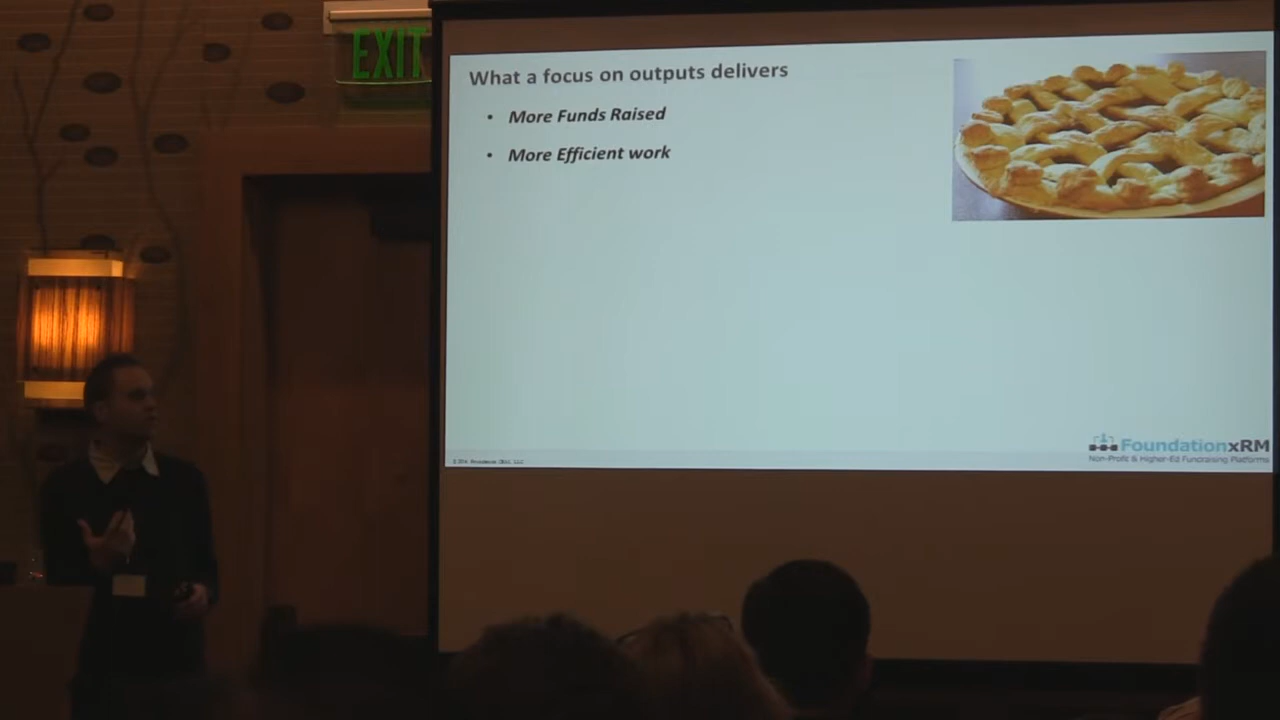 EXIT
What a focus on outputs delivers
• More Funds Raised
• More Efficient work
FoundationxRM
Non-Profit & Higher-Ed Fundraising Platforms